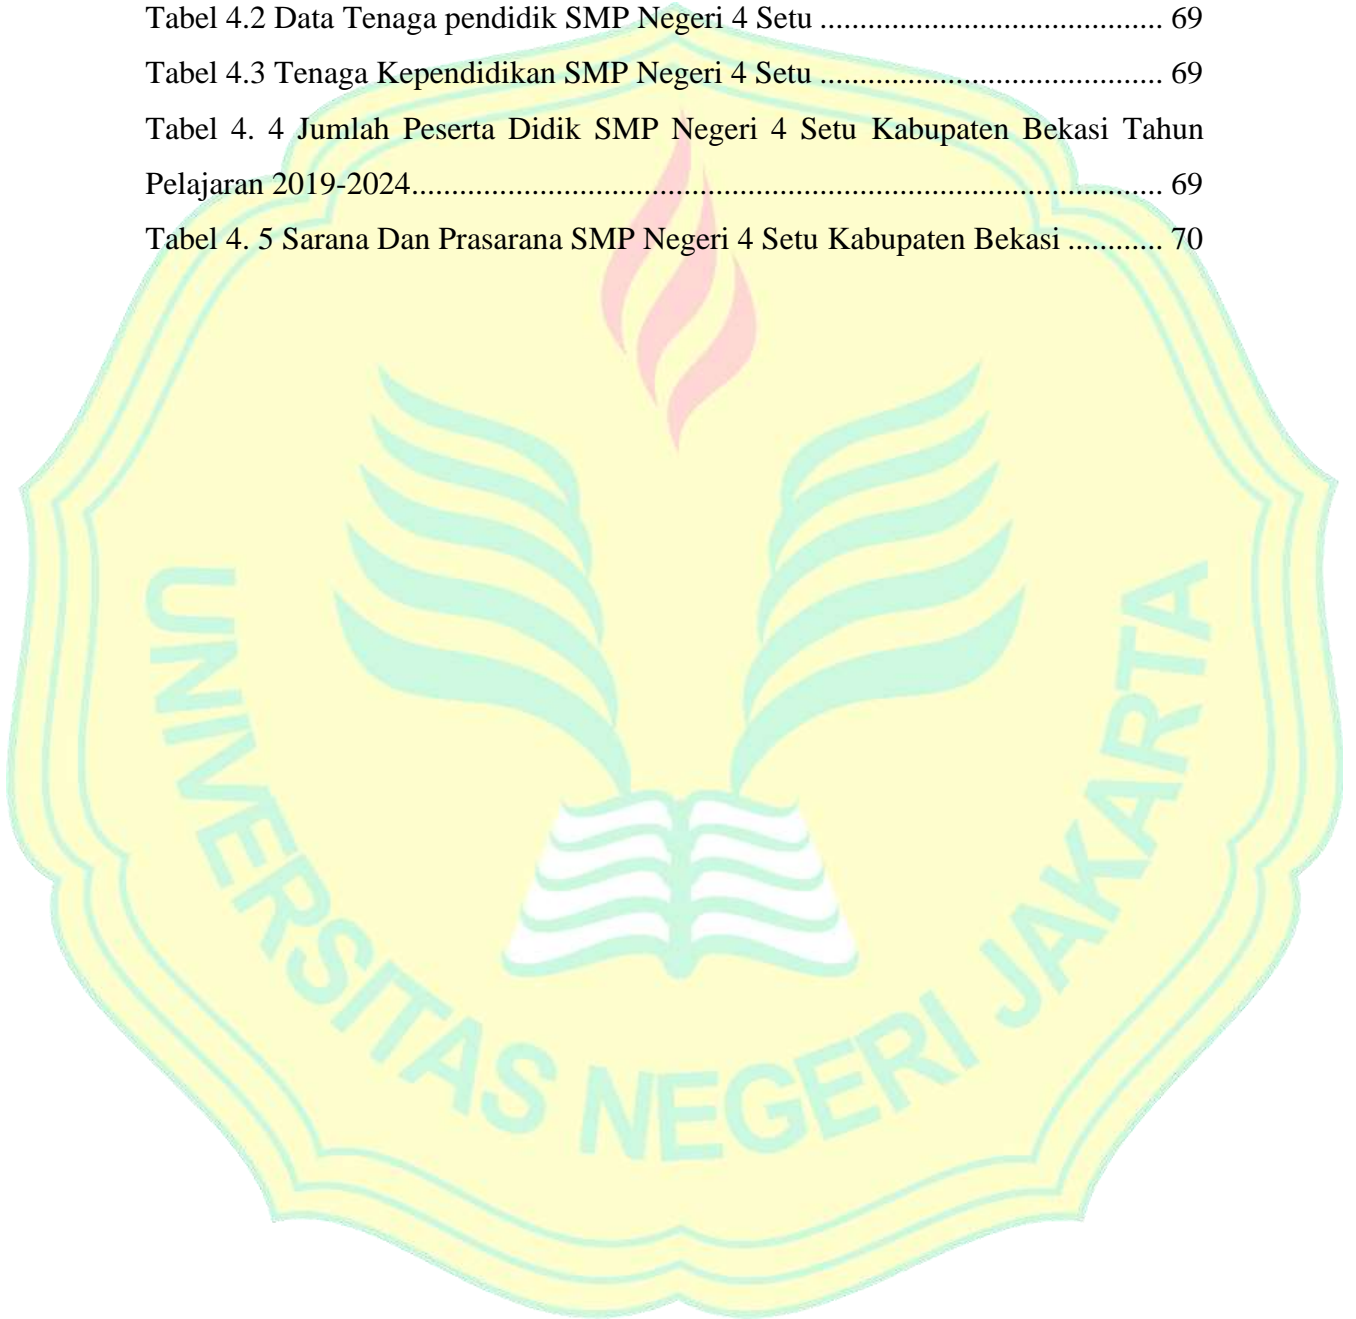 Tabel 4.2 Data Tenaga pendidik SMP Negeri 4 Setu .......................................... 69
Tabel 4.3 Tenaga Kependidikan SMP Negeri 4 Setu .......................................... 69
Tabel 4. 4 Jumlah Peserta Didik SMP Negeri 4 Setu Kabupaten Bekasi Tahun
Pelajaran 2019-2024............................................................................................. 69
Tabel 4. 5 Sarana Dan Prasarana SMP Negeri 4 Setu Kabupaten Bekasi ............ 70
UNIVERSITAS NEGERI JAKARTA